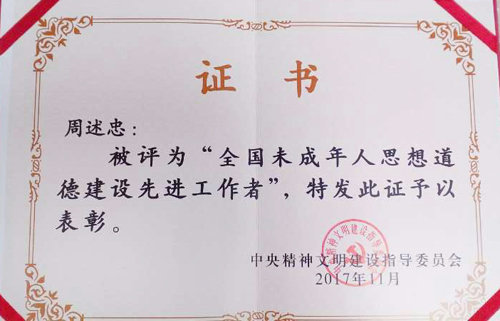 证 书
周述忠：
被评为“全国未成年人思想道
德建设先进工作者”，特发此证予以
表彰。
中央精神文明建设指导委员会
2017年11月